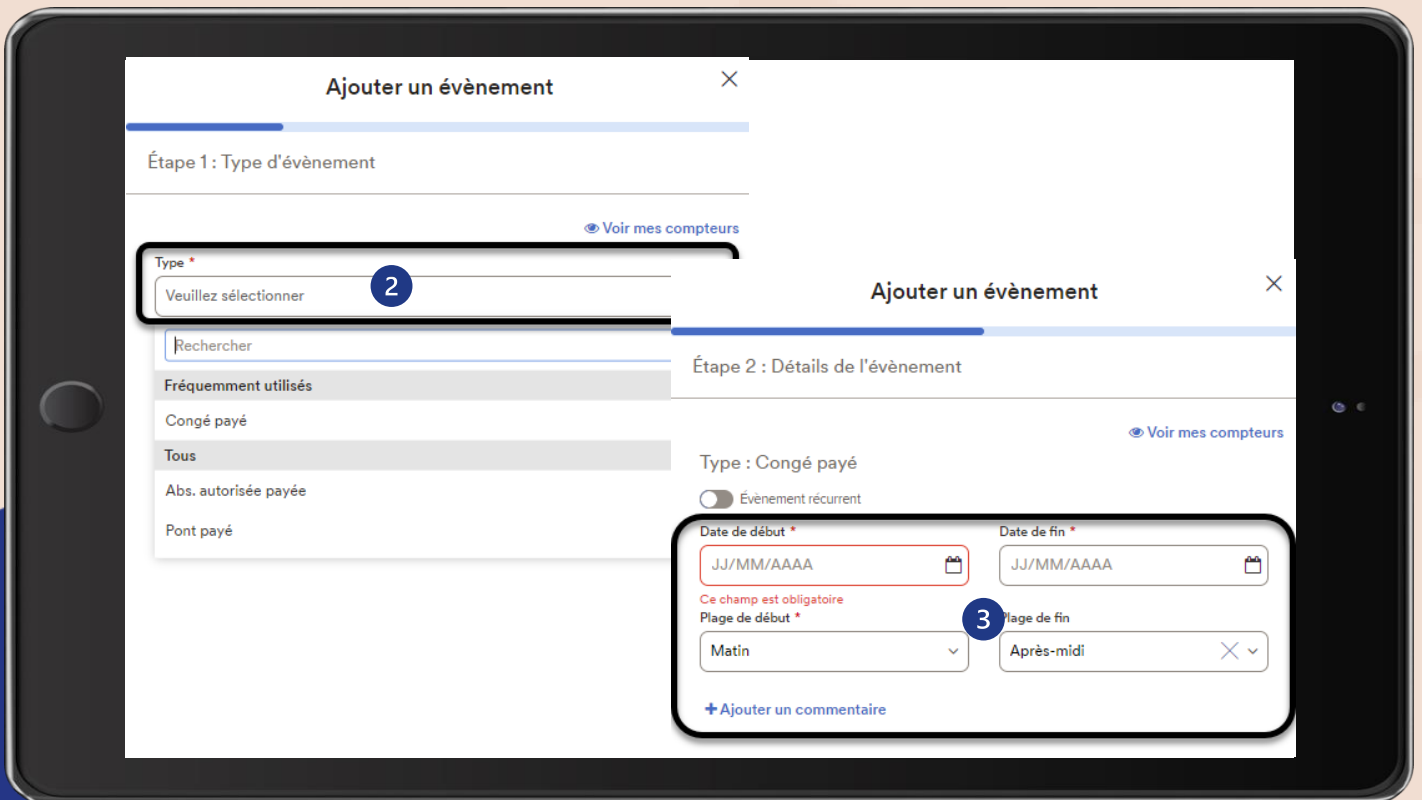 Ajouter un évènement
Étape 1 : Type d'évènement
Voir mes compteurs
Type *
Veuillez sélectionner
2
Rechercher
Fréquemment utilisés
Congé payé
Tous
Abs. autorisée payée
Pont payé
Ajouter un évènement
Étape 2 : Détails de l'évènement
Voir mes compteurs
Type : Congé payé
Évènement récurrent
Date de début *
Date de fin *
JJ/MM/AAAA
JJ/MM/AAAA
Ce champ est obligatoire
3
Plage de début *
lage de fin
Matin
Après-midi
+ Ajouter un commentaire